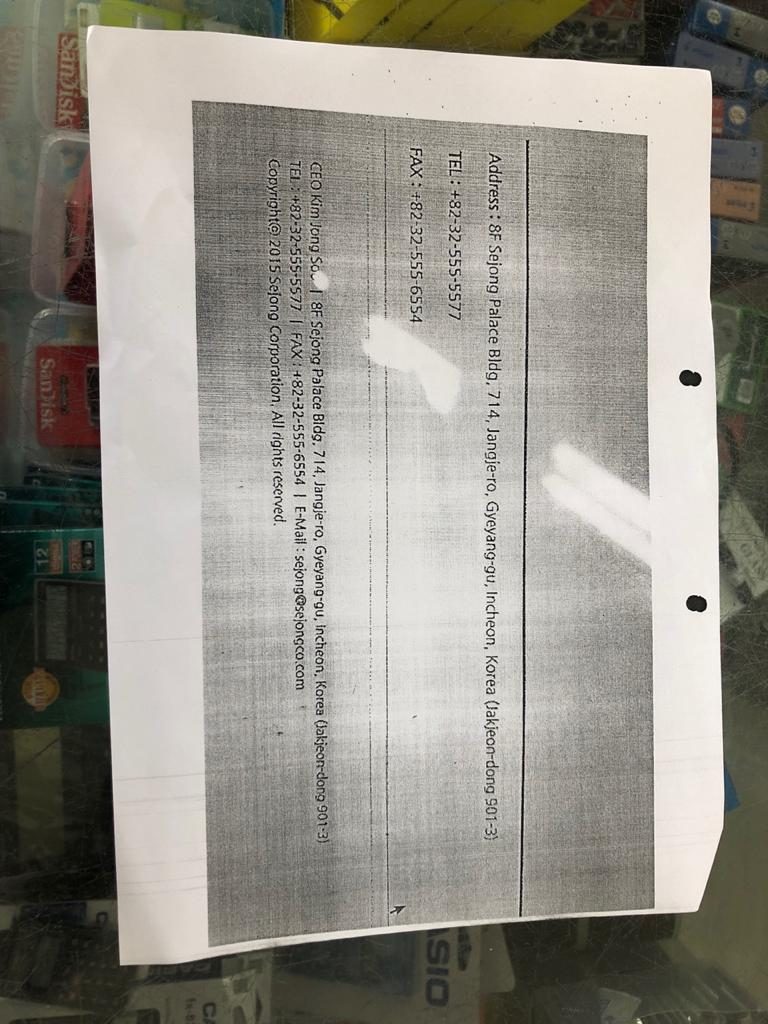 Address : 8F Sejong Palace Bldg, 714, Jangje-ro, Gyeyang-gu, Incheon, Korea (Jakjeon-dong 901-3)
TEL : +82-32-555-5577
FAX : +82-32-555-6554
CEO Kim Jong | 8F Sejong Palace Bldg, 714, Jangje-ro, Gyeyang-gu, Incheon, Korea (Jakjeon-dong 901-3)
TEL : +82-32-555-5577 | FAX : +82-32-555-6554 | E-Mail : sejong@sejongco.com
Copyright© 2015 Sejong Corporation. All rights reserved.
SanDisk
SanDisk
12